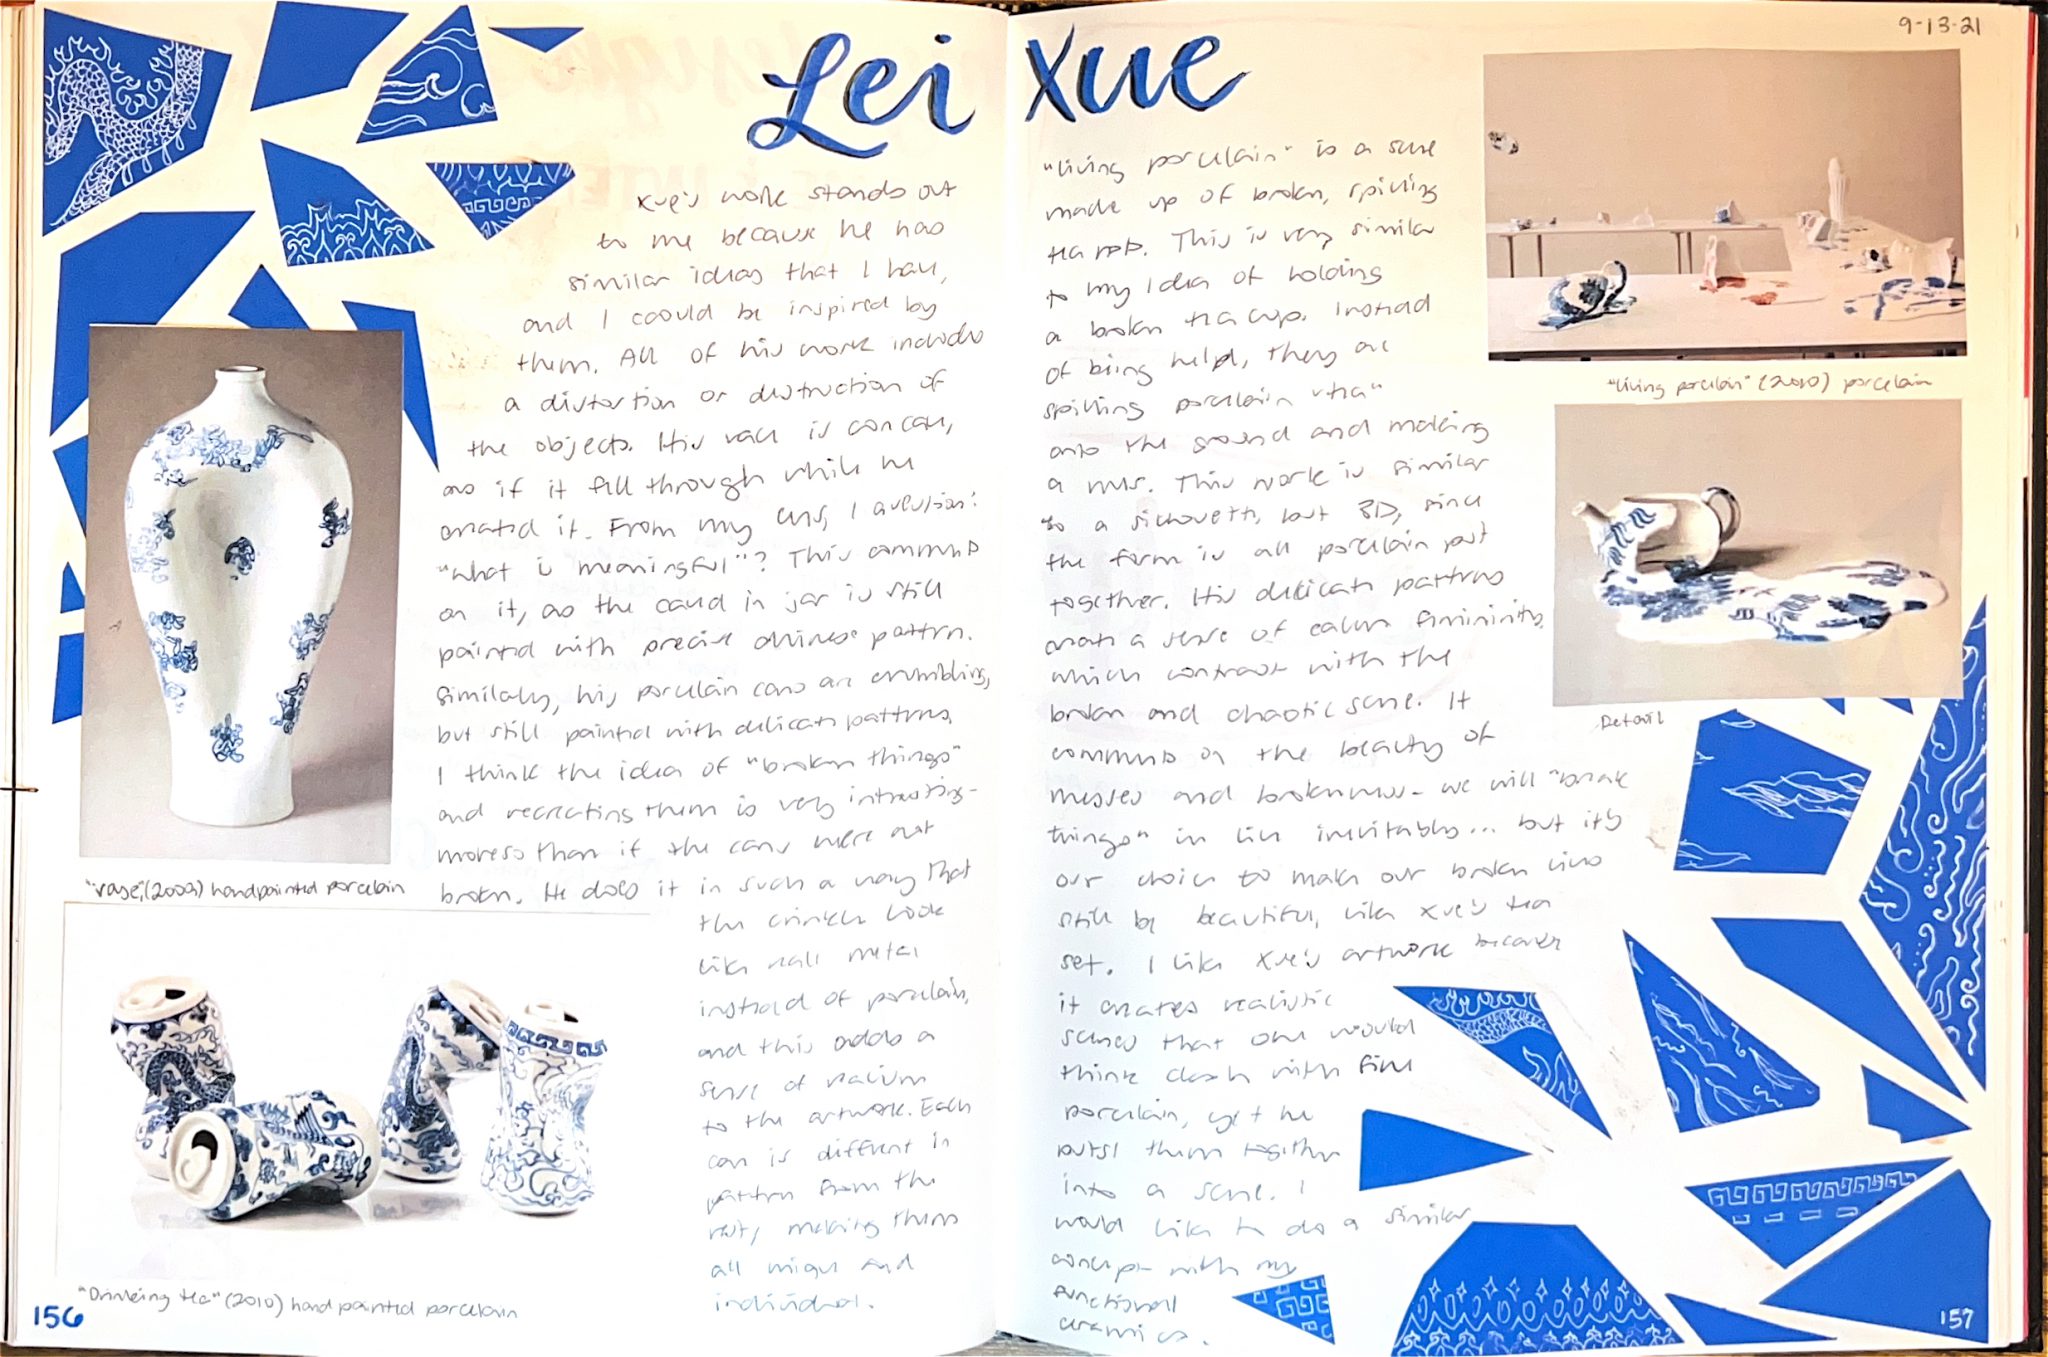 Lei Xue
9-13-21
Xue's work stands out
to me because he has
similar ideas that I have,
and I coould be inspired by
them. All of his work includes
a distortion or destruction of
the objects. His vase is concave,
as if it fell through while he
created it. From my lens, I question:
"what is meaningful"? This comments
on it, as the caved in jar is still
painted with precise chinese pattern.
Similarly, his porcelain cans are crumbling,
but still painted with delicate patterns.
I think the idea of "broken things"
and recreating them is very intresting-
moreso than if the cans were not
broken. He does it in such a way that
the crinkles look
like real metal
instead of porcelain,
and this adds a
sense of realism
to the artwork. Each
can is different in
pattern from the
rest, making them
all unique and
individual.
"vase",(2009) handpainted porcelain
"Drinking tea" (2010) hand painted porcelain
156
"living porcelain" is a scene
made up of broken, spilling
tea pots. This is very similar
to my idea of holding
a broken tea cup. Instead
of being help, they are
spilling porcelain "tea"
onto the ground and making
a mess. This work is similar
to a silhouette, but 3D, since
the form is all porcelain put
together. His delicate patterns
create a sense of calm femininity,
which contrast with the
broken and chaotic scene. It
comments on the beauty of
messes and brokenness - we will "break
things" in life inevitably... but it's
our choice to make our broken lives
still be beautiful, like Xue's tea
set. I like Xue's artwork because
it creates realistic
scenes that one would
think clash with fine
porcelain, yet he
puts them together
into a scene. I
would like to do a similar
concept with my
functional
ceramics.
"living porcelain" (2010) porcelain
Detail
157